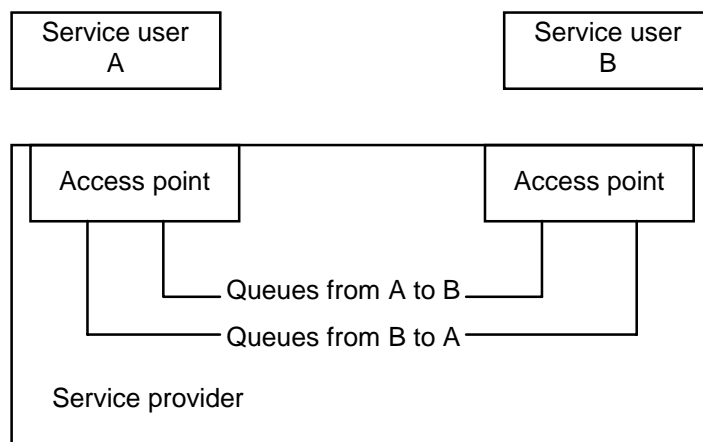 Service user
A
Service user
B
Access point
Access point
Queues from A to B
Queues from B to A
Service provider